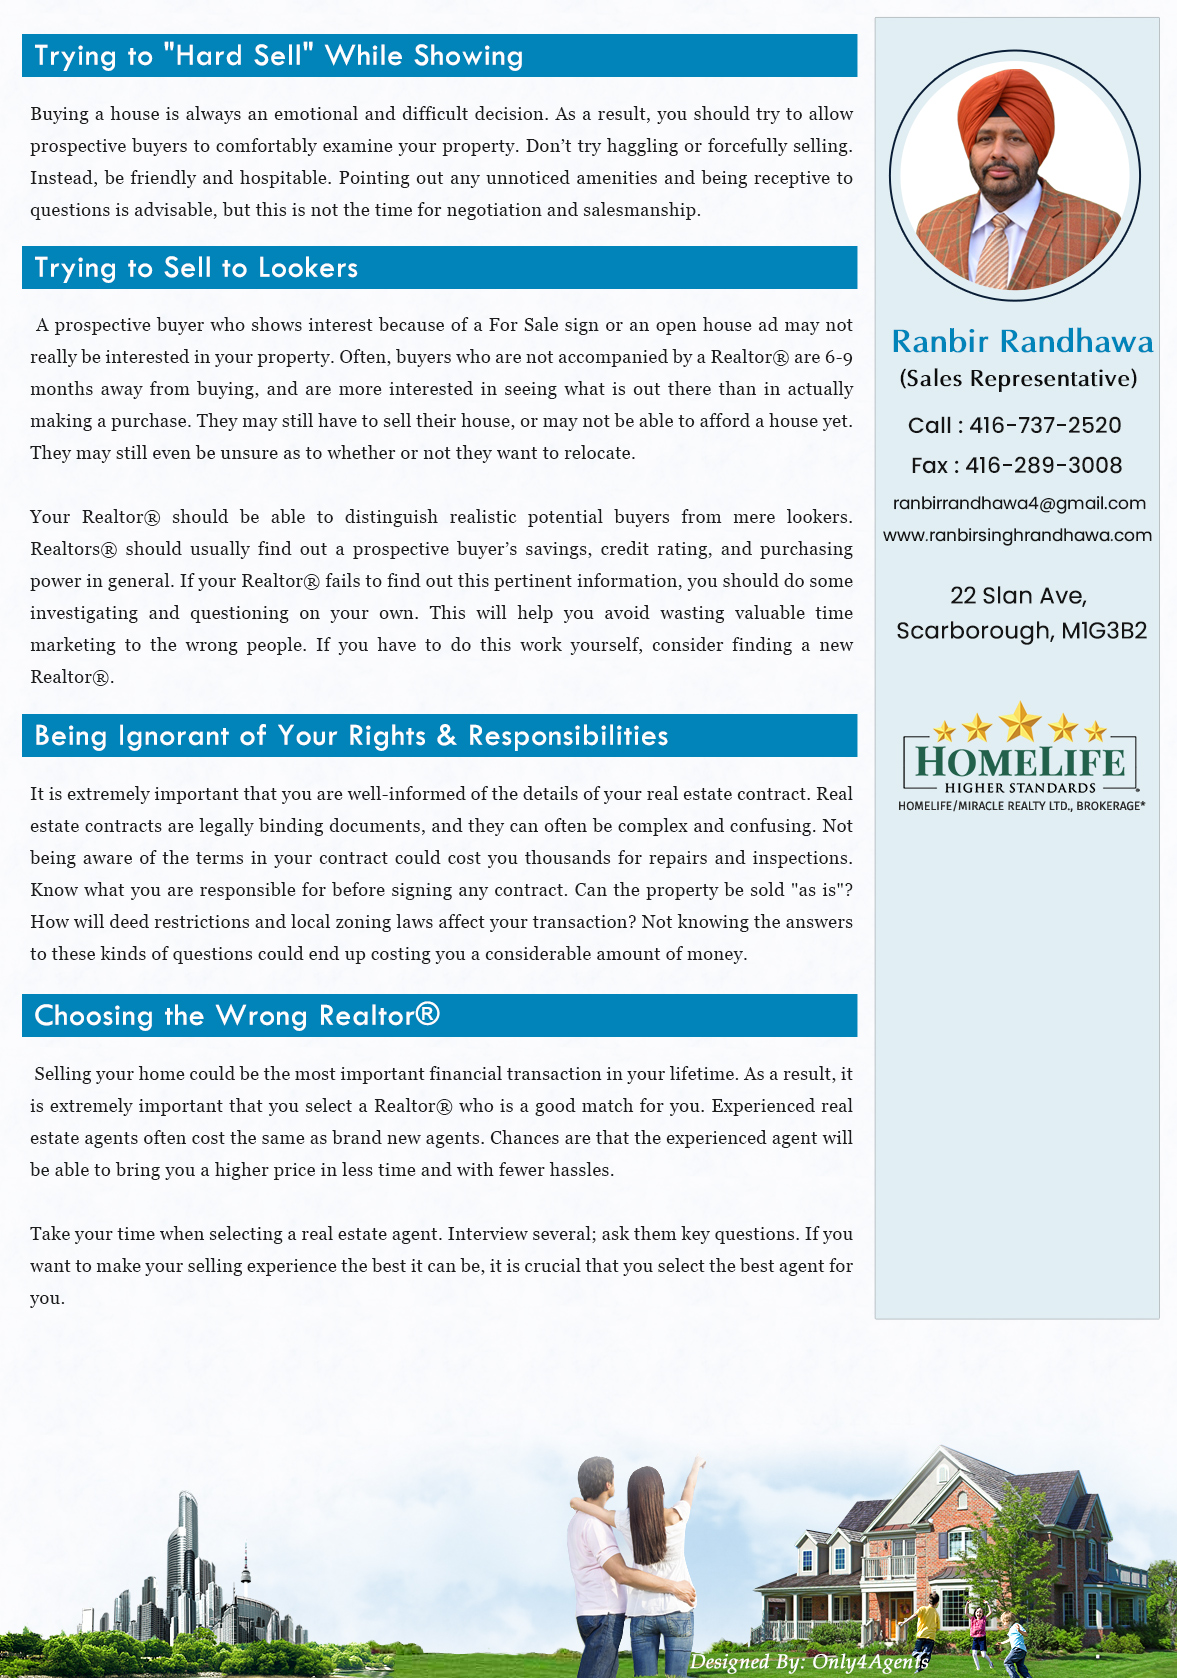 Trying to "Hard Sell" While Showing
Buying a house is always an emotional and difficult decision. As a result, you should try to allow
prospective buyers to comfortably examine your property. Don’t try haggling or forcefully selling.
Instead, be friendly and hospitable. Pointing out any unnoticed amenities and being receptive to
questions is advisable, but this is not the time for negotiation and salesmanship.
Trying to Sell to Lookers
A prospective buyer who shows interest because of a For Sale sign or an open house ad may not
really be interested in your property. Often, buyers who are not accompanied by a Realtor® are 6-9
months away from buying, and are more interested in seeing what is out there than in actually
making a purchase. They may still have to sell their house, or may not be able to afford a house yet.
They may still even be unsure as to whether or not they want to relocate.
Your Realtor® should be able to distinguish realistic potential buyers from mere lookers.
Realtors® should usually find out a prospective buyer’s savings, credit rating, and purchasing
power in general. If your Realtor® fails to find out this pertinent information, you should do some
investigating and questioning on your own. This will help you avoid wasting valuable time
marketing to the wrong people. If you have to do this work yourself, consider finding a new
Realtor®.
Being Ignorant of Your Rights & Responsibilities
It is extremely important that you are well-informed of the details of your real estate contract. Real
estate contracts are legally binding documents, and they can often be complex and confusing. Not
being aware of the terms in your contract could cost you thousands for repairs and inspections.
Know what you are responsible for before signing any contract. Can the property be sold "as is"?
How will deed restrictions and local zoning laws affect your transaction? Not knowing the answers
to these kinds of questions could end up costing you a considerable amount of money.
Choosing the Wrong Realtor®
Selling your home could be the most important financial transaction in your lifetime. As a result, it
is extremely important that you select a Realtor® who is a good match for you. Experienced real
estate agents often cost the same as brand new agents. Chances are that the experienced agent will
be able to bring you a higher price in less time and with fewer hassles.
Take your time when selecting a real estate agent. Interview several; ask them key questions. If you
want to make your selling experience the best it can be, it is crucial that you select the best agent for
you.
Ranbir Randhawa
(Sales Representative)
Call : 416-737-2520
Fax : 416-289-3008
ranbirrandhawa4@gmail.com
www.ranbirsinghrandhawa.com
22 Slan Ave,
Scarborough, M1G3B2
HOMELIFE
HIGHER STANDARDS
HOMELIFE/MIRACLE REALTY LTD., BROKERAGE*
Designed By: Only4Agents